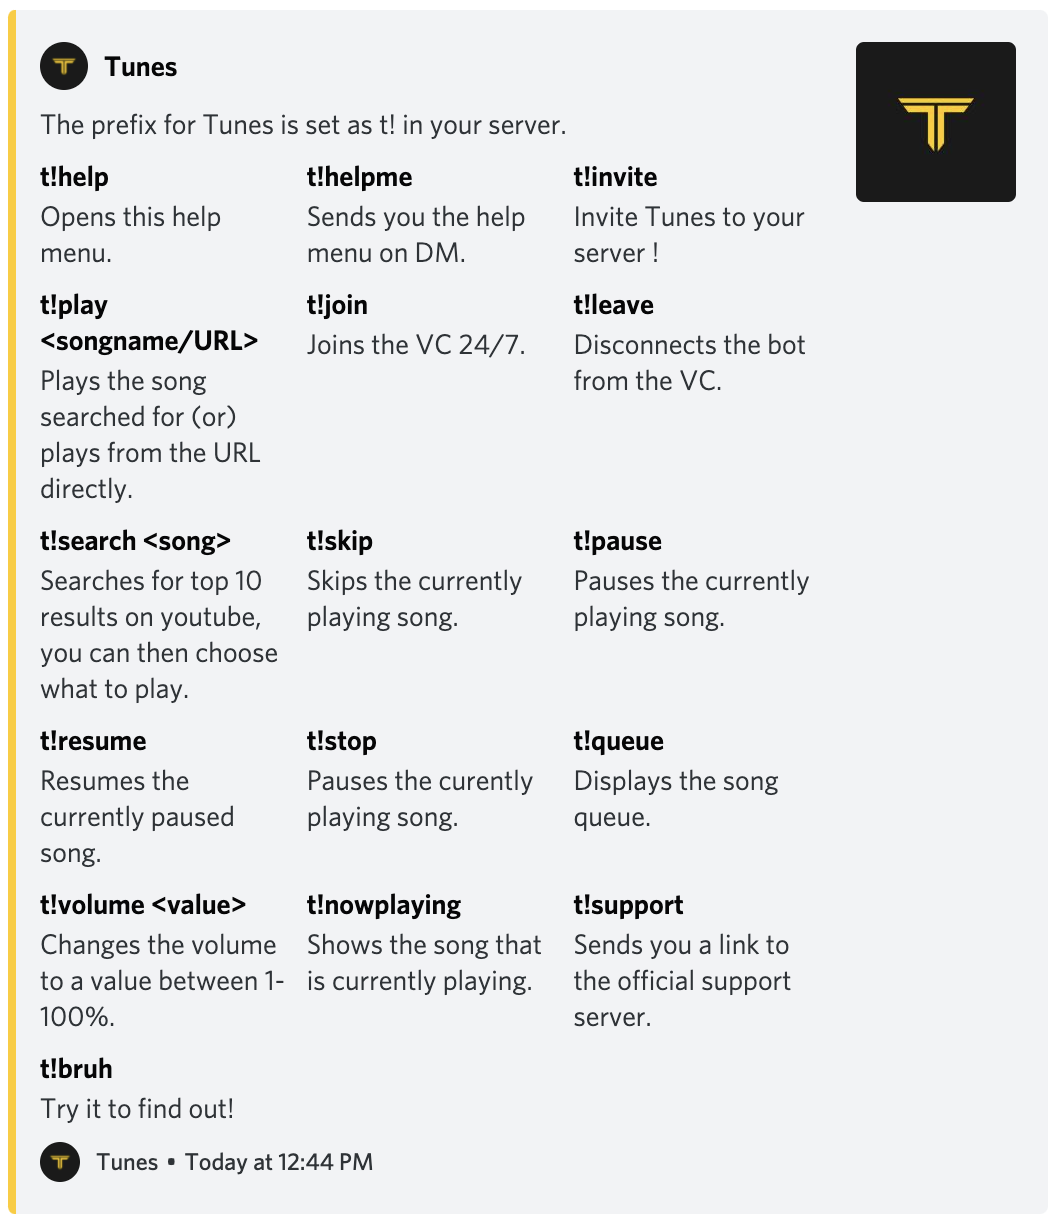 Tunes
The prefix for Tunes is set as t! in your server.
t!help
Opens this help
menu.
t!helpme
Sends you the help
menu on DM.
t!invite
Invite Tunes to your
server !
t!play
<songname/URL>
Plays the song
searched for (or)
plays from the URL
directly.
t!join
Joins the VC 24/7.
t!leave
Disconnects the bot
from the VC.
t!search <song>
Searches for top 10
results on youtube,
you can then choose
what to play.
t!skip
Skips the currently
playing song.
t!pause
Pauses the currently
playing song.
t!resume
Resumes the
currently paused
song.
t!stop
Pauses the curently
playing song.
t!queue
Displays the song
queue.
t!volume <value>
Changes the volume
to a value between 1-
100%.
t!nowplaying
Shows the song that
is currently playing.
t!support
Sends you a link to
the official support
server.
t!bruh
Try it to find out!
Tunes • Today at 12:44 PM